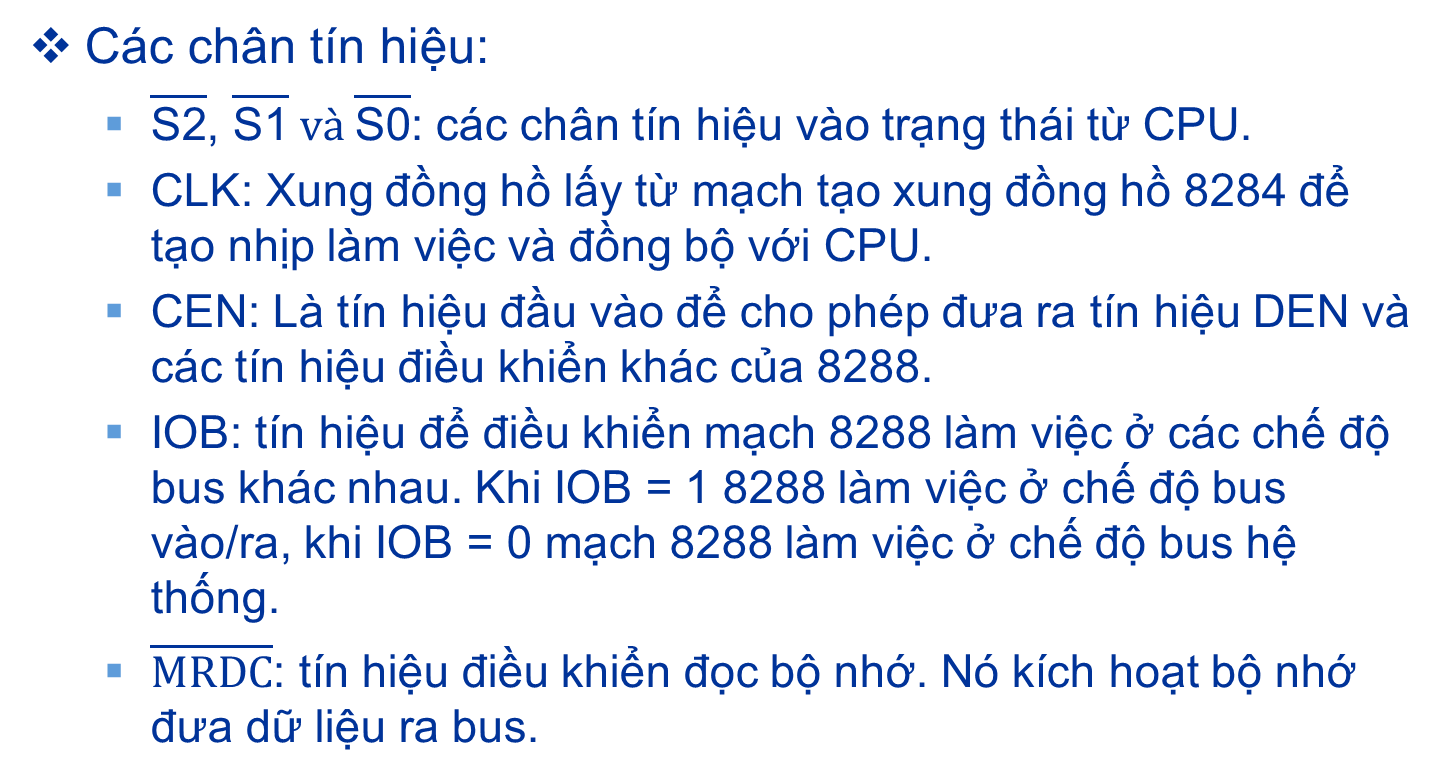 ❖ Các chân tín hiệu:
▪ S̅2̅, S̅1̅ và S̅0̅: các chân tín hiệu vào trạng thái từ CPU.
▪ CLK: Xung đồng hồ lấy từ mạch tạo xung đồng hồ 8284 để
tạo nhịp làm việc và đồng bộ với CPU.
▪ CEN: Là tín hiệu đầu vào để cho phép đưa ra tín hiệu DEN và
các tín hiệu điều khiển khác của 8288.
▪ IOB: tín hiệu để điều khiển mạch 8288 làm việc ở các chế độ
bus khác nhau. Khi IOB = 1 8288 làm việc ở chế độ bus
vào/ra, khi IOB = 0 mạch 8288 làm việc ở chế độ bus hệ
thống.
▪ M̅R̅D̅C̅: tín hiệu điều khiển đọc bộ nhớ. Nó kích hoạt bộ nhớ
đưa dữ liệu ra bus.